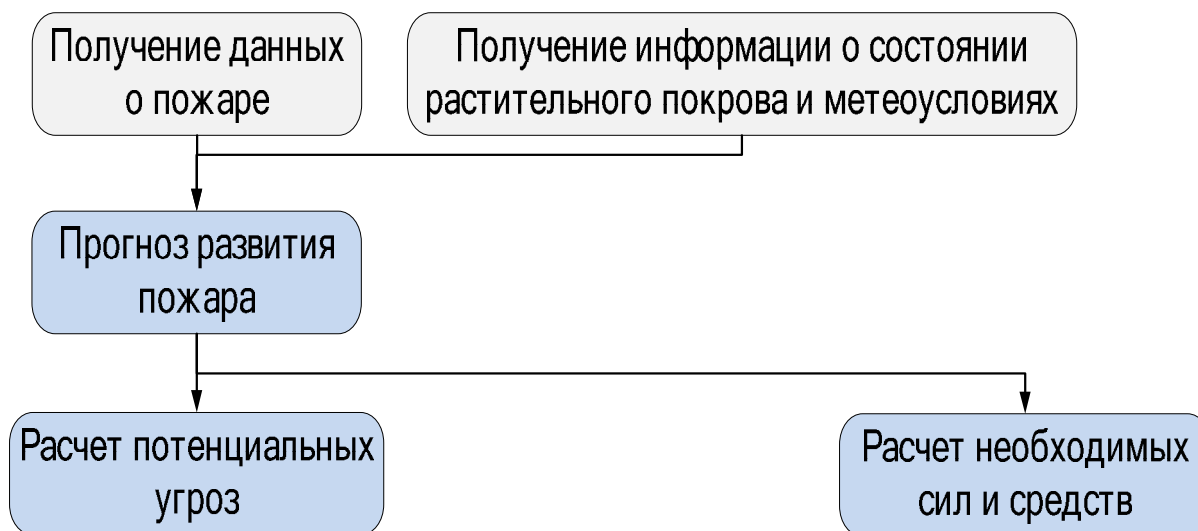 Получение данных
о пожаре
Получение информации о состоянии
растительного покрова и метеоусловиях
Прогноз развития
пожара
Расчет потенциальных
угроз
Расчет необходимых
сил и средств